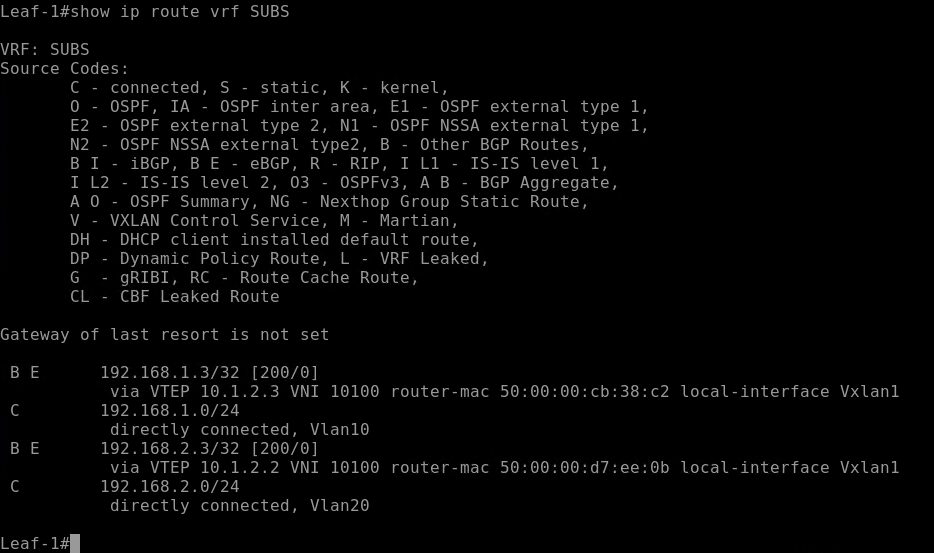 Leaf-1#show ip route vrf SUBS

VRF: SUBS
Source Codes:
       C - connected, S - static, K - kernel,
       O - OSPF, IA - OSPF inter area, E1 - OSPF external type 1,
       E2 - OSPF external type 2, N1 - OSPF NSSA external type 1,
       N2 - OSPF NSSA external type2, B - Other BGP Routes,
       B I - iBGP, B E - eBGP, R - RIP, I L1 - IS-IS level 1,
       I L2 - IS-IS level 2, O3 - OSPFv3, A B - BGP Aggregate,
       A O - OSPF Summary, NG - Nexthop Group Static Route,
       V - VXLAN Control Service, M - Martian,
       DH - DHCP client installed default route,
       DP - Dynamic Policy Route, L - VRF Leaked,
       G  - gRIBI, RC - Route Cache Route,
       CL - CBF Leaked Route

Gateway of last resort is not set

 B E      192.168.1.3/32 [200/0]
           via VTEP 10.1.2.3 VNI 10100 router-mac 50:00:00:cb:38:c2 local-interface Vxlan1
 C        192.168.1.0/24
           directly connected, Vlan10
 B E      192.168.2.3/32 [200/0]
           via VTEP 10.1.2.2 VNI 10100 router-mac 50:00:00:d7:ee:0b local-interface Vxlan1
 C        192.168.2.0/24
           directly connected, Vlan20

Leaf-1#